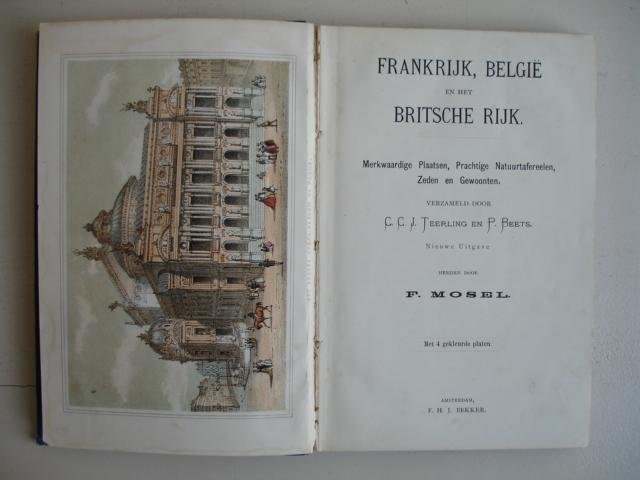 FRANKRIJK, BELGIË
EN HET
BRITSCHE RIJK.
Merkwaardige Plaatsen, Prachtige Natuurtafereelen,
Zeden en Gewoonten.
VERZAMELD DOOR
C. C. J. TEERLING EN P. BEETS.
Nieuwe Uitgave
HERZIEN DOOR
F. MOSEL.
Met 4 gekleurde platen.
AMSTERDAM,
F. H. J. BEKKER.